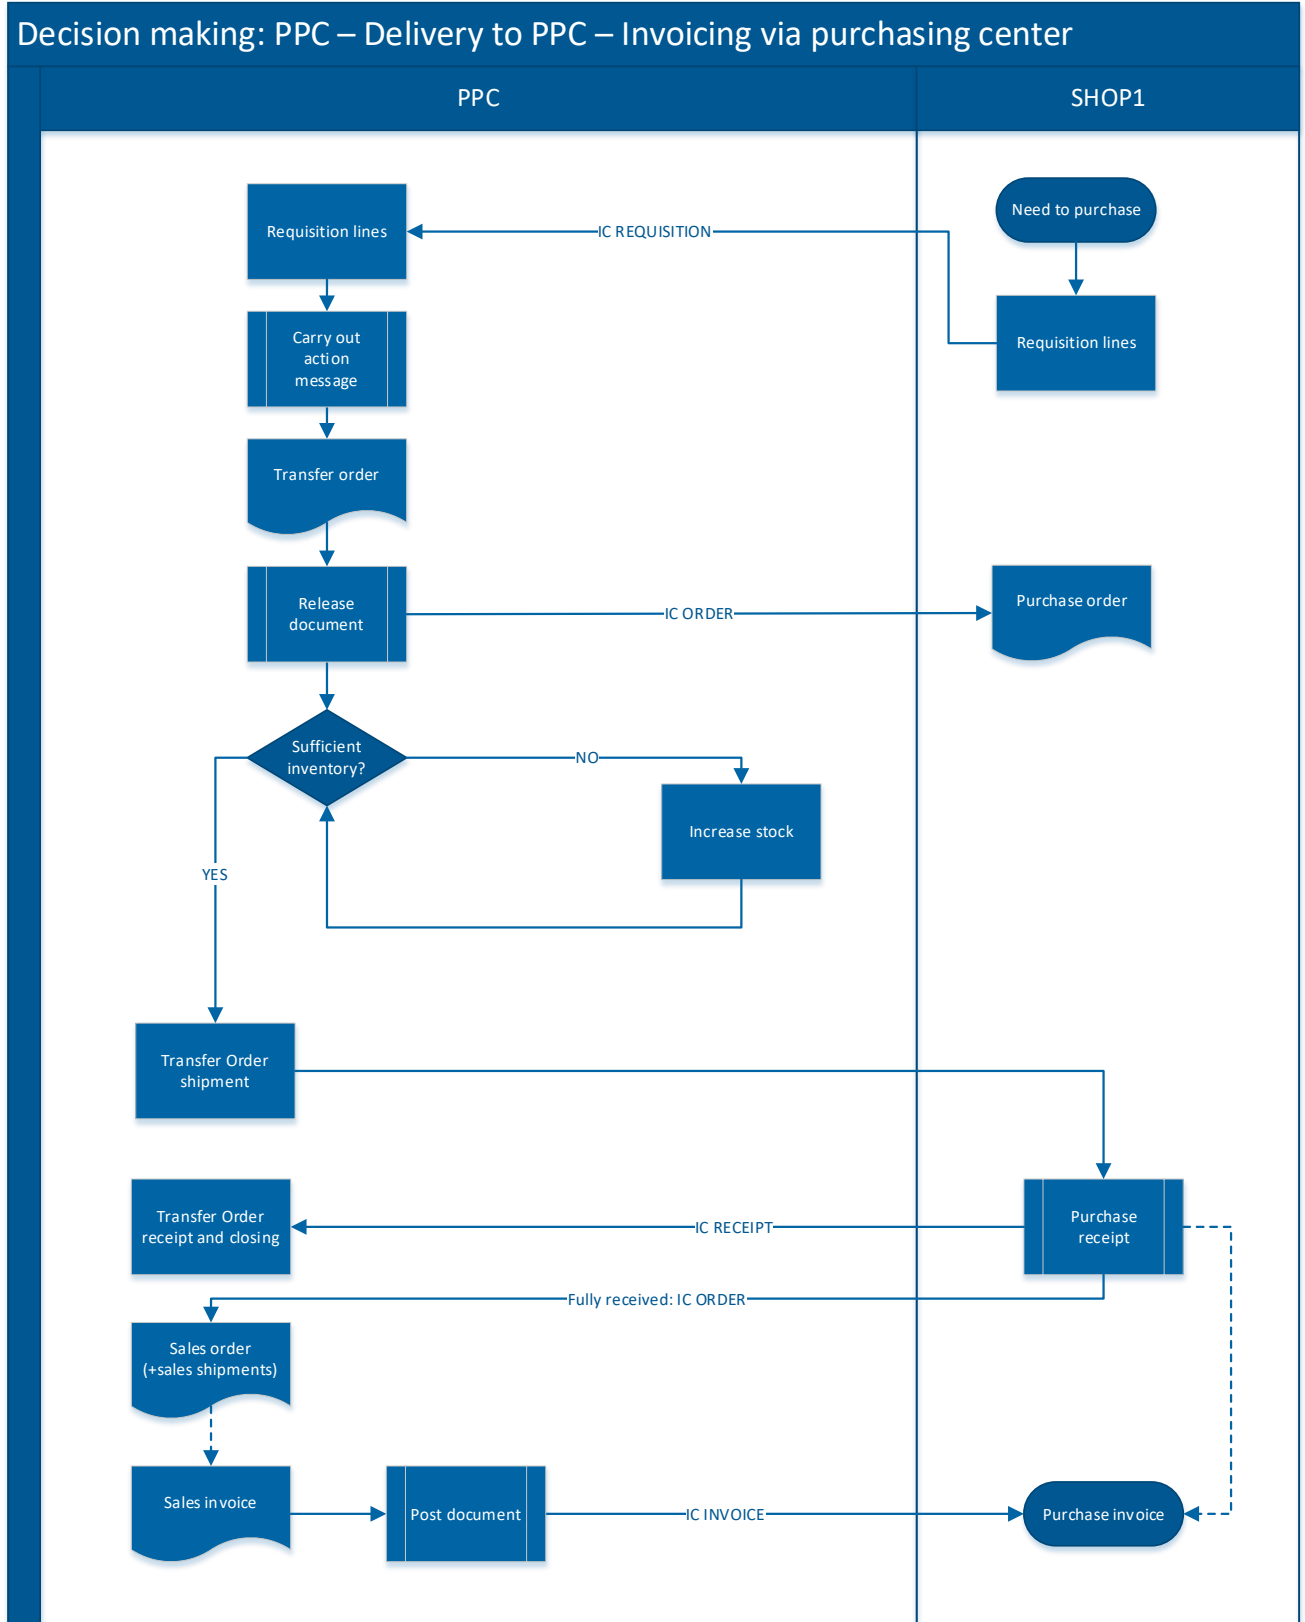 Decision making: PPC – Delivery to PPC – Invoicing via purchasing center
PPC
SHOP1
Need to purchase
Requisition lines
IC REQUISITION
Requisition lines
Carry out
action
message
Transfer order
Release
document
IC ORDER
Purchase order
Sufficient
inventory?
NO
Increase stock
YES
Transfer Order
shipment
Transfer Order
receipt and closing
IC RECEIPT
Purchase
receipt
Fully received: IC ORDER
Sales order
(+sales shipments)
Sales invoice
Post document
IC INVOICE
Purchase invoice